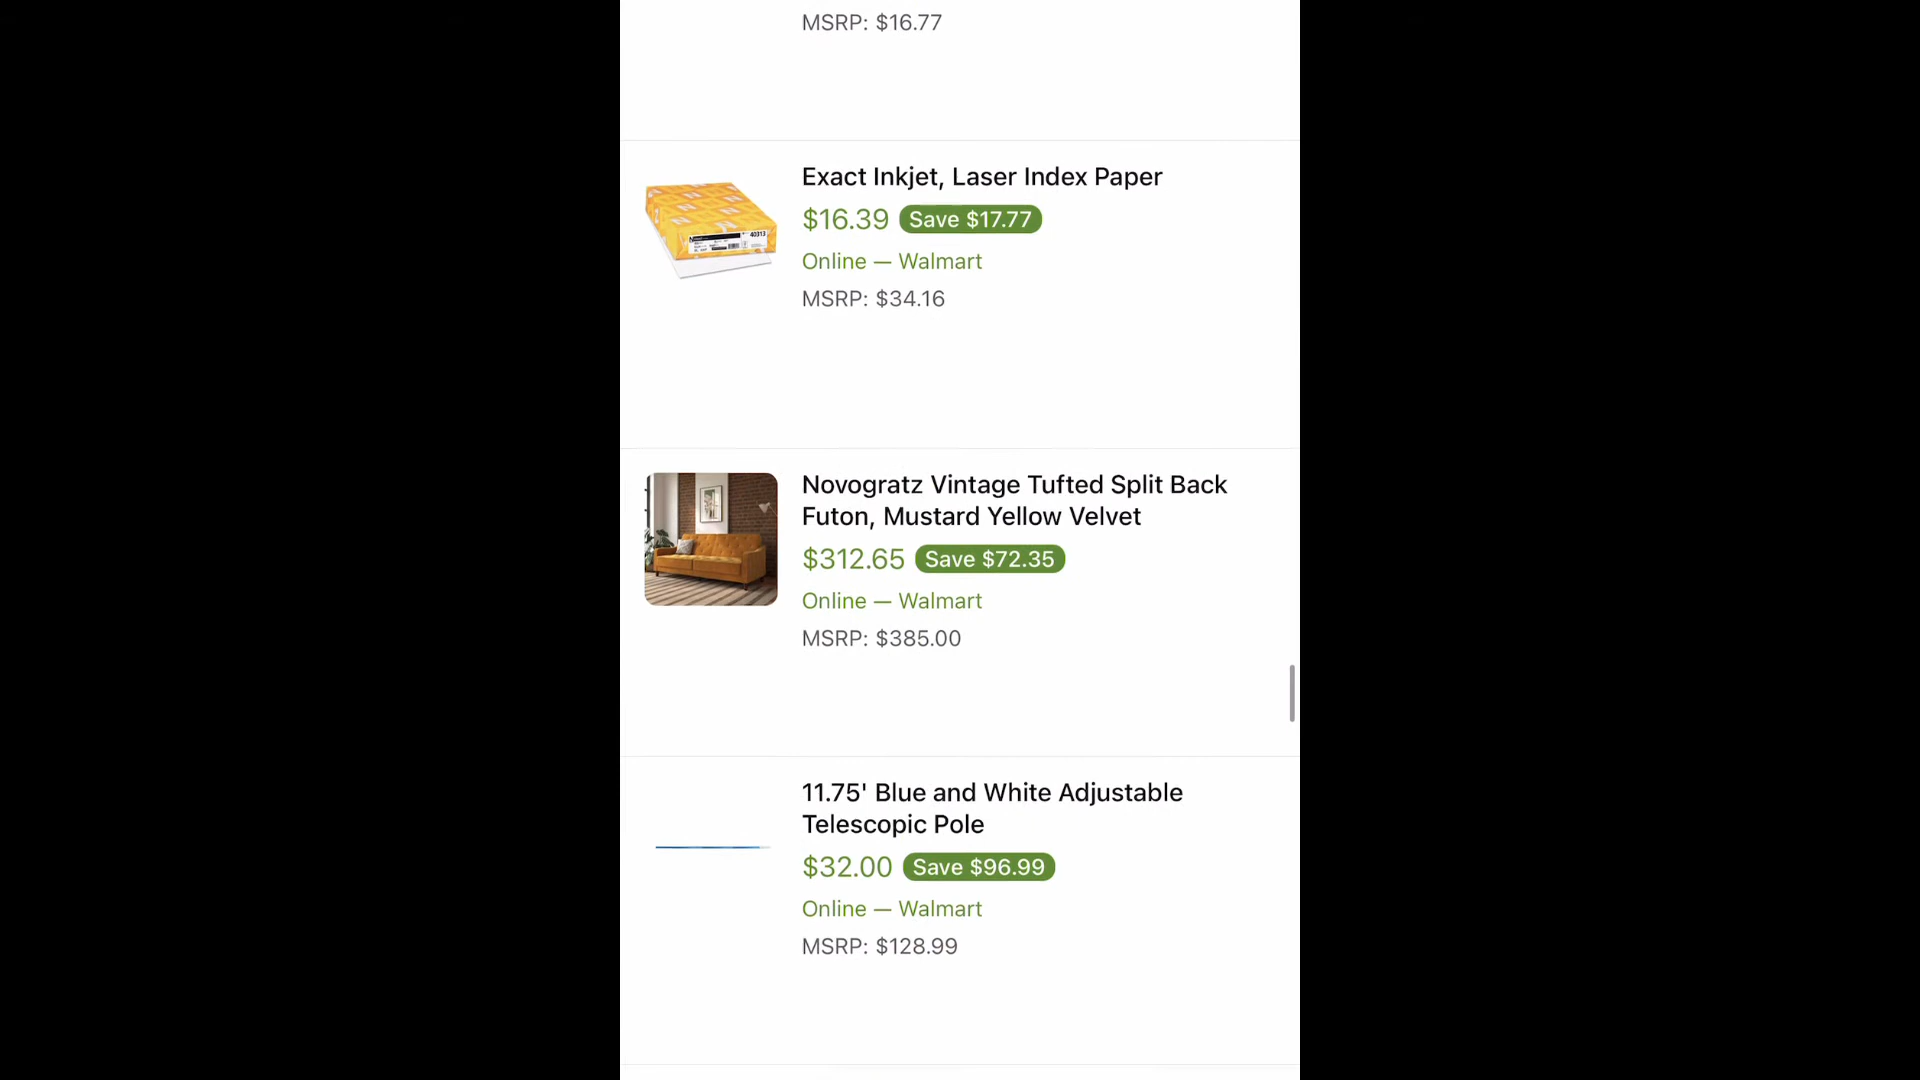 MSRP: $16.77
Exact Inkjet, Laser Index Paper
$16.39 Save $17.77
Online — Walmart
MSRP: $34.16
40313
Novogratz Vintage Tufted Split Back
Futon, Mustard Yellow Velvet
$312.65 Save $72.35
Online — Walmart
MSRP: $385.00
11.75' Blue and White Adjustable
Telescopic Pole
$32.00 Save $96.99
Online — Walmart
MSRP: $128.99